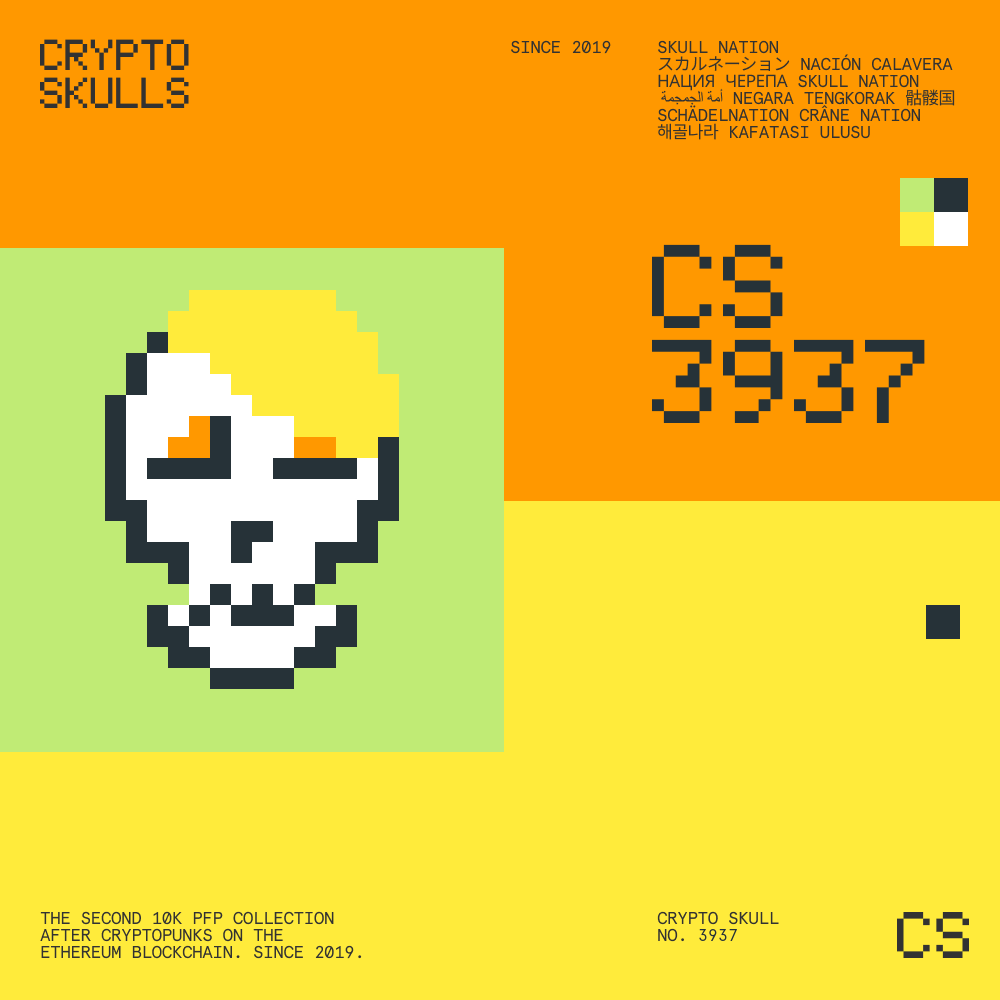 CRYPTO
SKULLS
SINCE 2019
SKULL NATION
スカルネーション NACIÓN CALAVERA
НАЦИЯ ЧЕРЕПА SKULL NATION
أمة الجمجمة NEGARA TENGKORAK 骷髅国
SCHÄDELNATION CRÂNE NATION
해골나라 KAFATASI ULUSU
CS
3937
THE SECOND 10K PFP COLLECTION
AFTER CRYPTOPUNKS ON THE
ETHEREUM BLOCKCHAIN. SINCE 2019.
CRYPTO SKULL
NO. 3937
CS